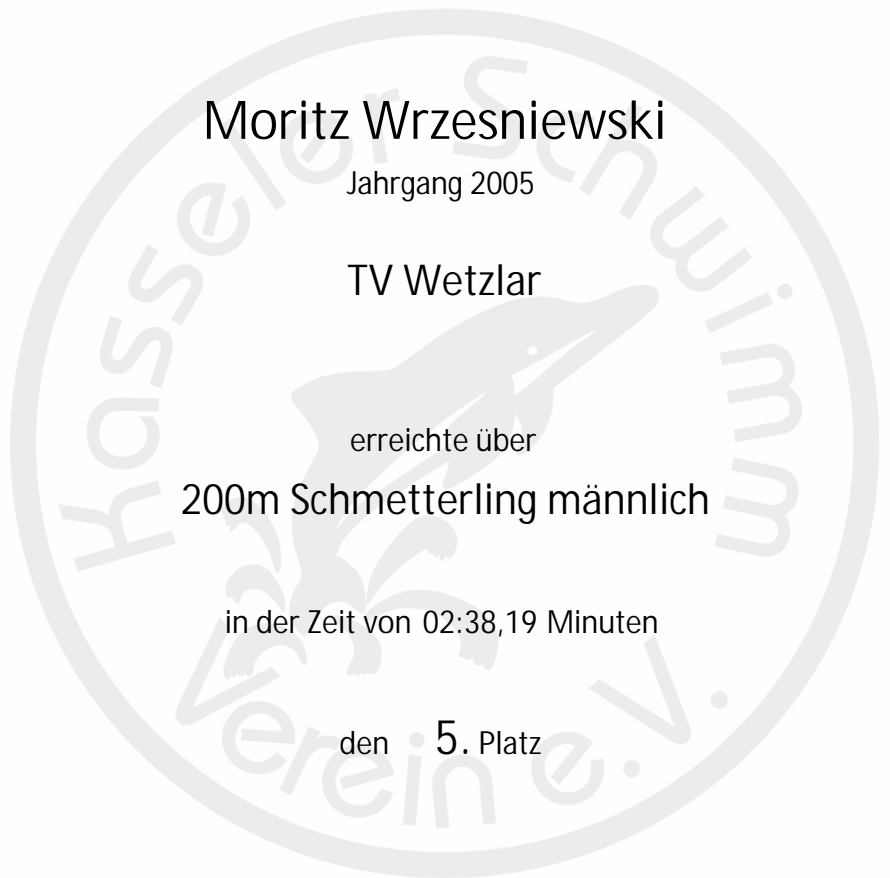 Moritz Wrzesniewski
Jahrgang 2005
TV Wetzlar
erreichte über
200m Schmetterling männlich
in der Zeit von 02:38,19 Minuten
den 5. Platz
Kasseler Schwimm
Verein e.V.